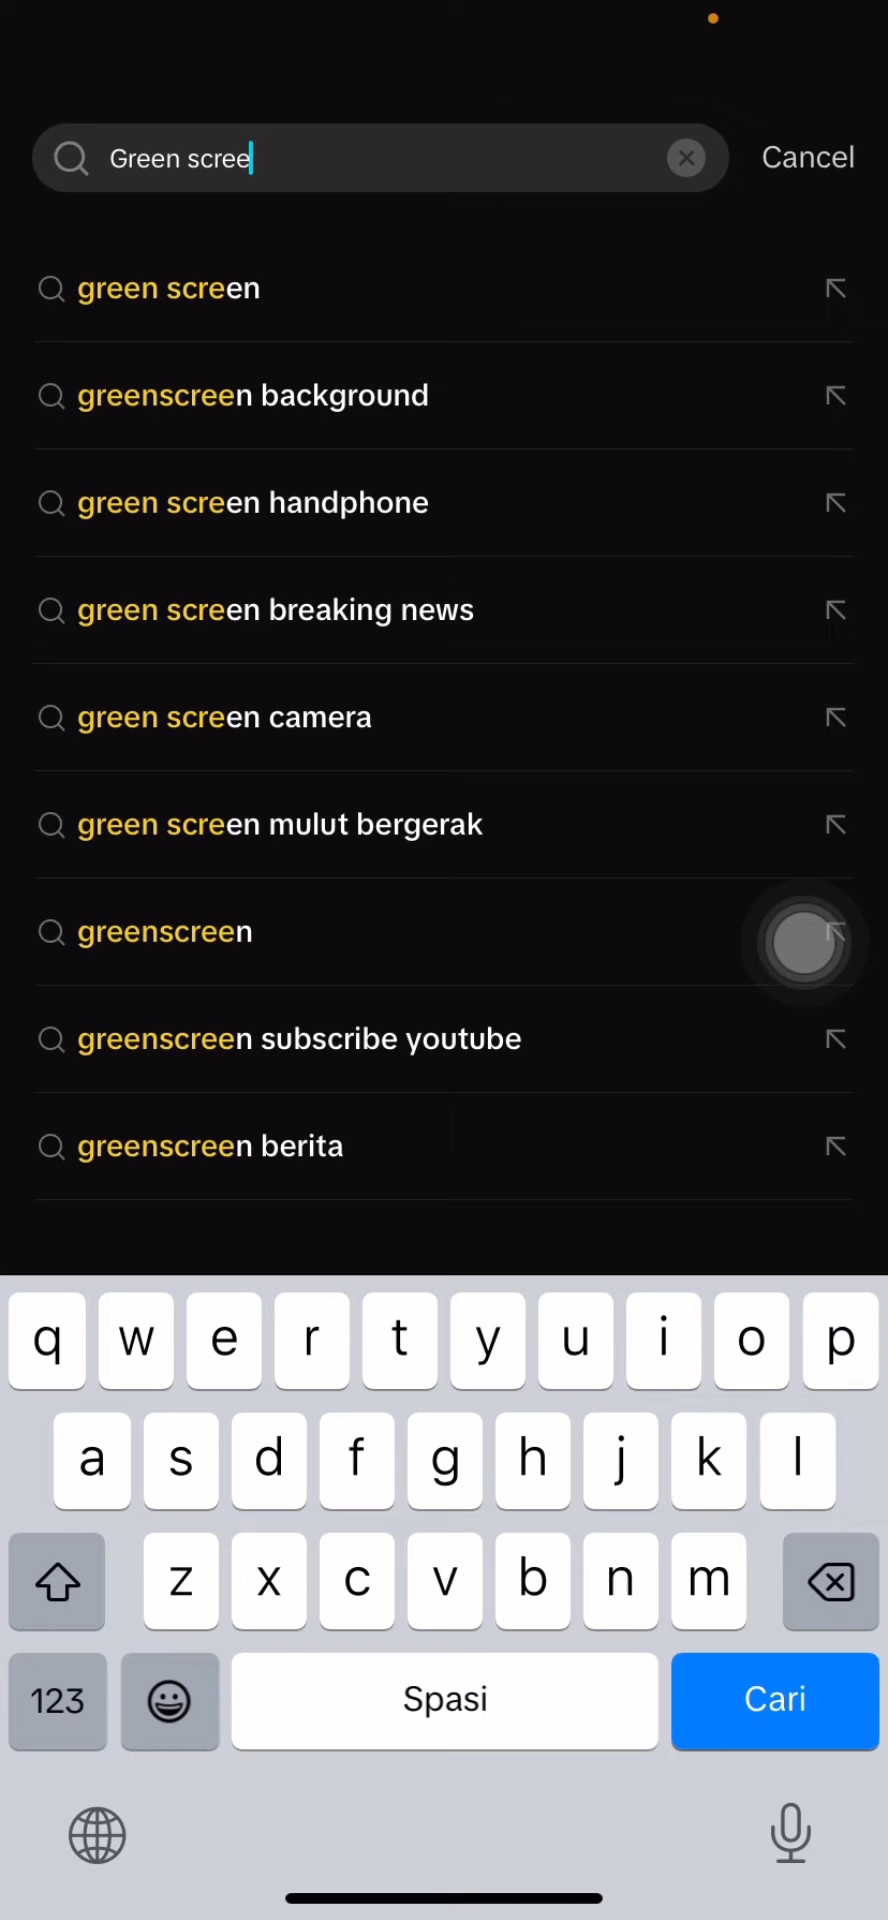 Green scree
Cancel
green screen
greenscreen background
green screen handphone
green screen breaking news
green screen camera
green screen mulut bergerak
greenscreen
greenscreen subscribe youtube
greenscreen berita
q w e r t y u i o p
a s d f g h j k l
z x c v b n m
123 Spasi Cari